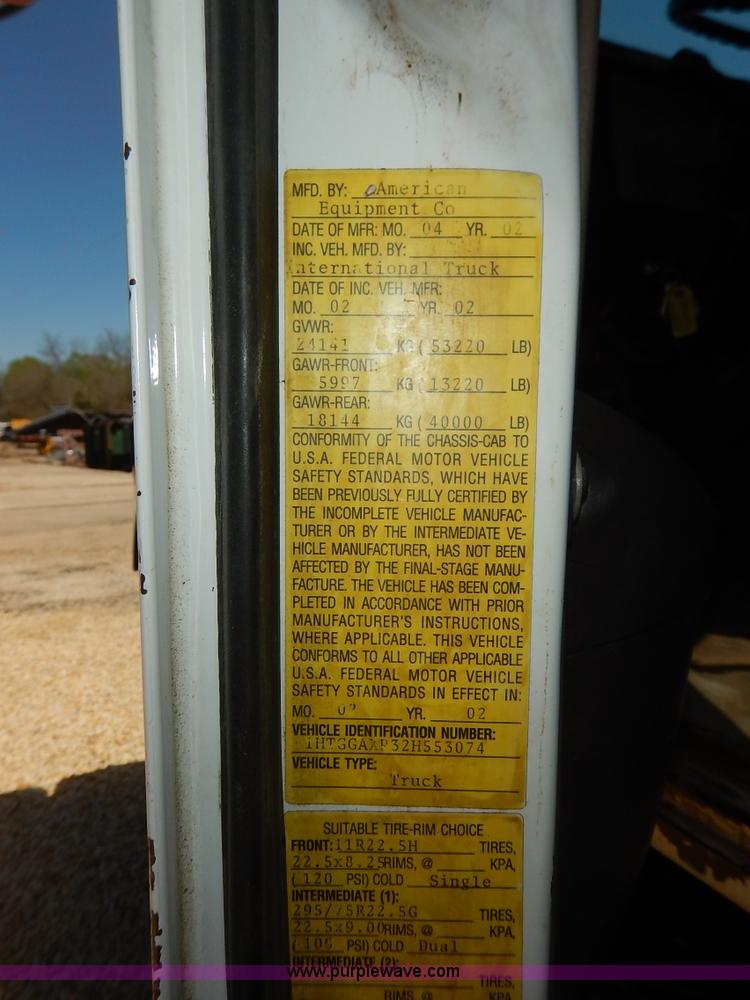 MFD. BY: American
Equipment Co
DATE OF MFR: MO. 04 YR. 02
INC. VEH. MFD. BY:
International Truck
DATE OF INC. VEH. MFR:
MO. 02 YR. 02
GVWR:
24141 KG ( 53220 LB)
GAWR-FRONT:
5997 KG ( 13220 LB)
GAWR-REAR:
18144 KG ( 40000 LB)
CONFORMITY OF THE CHASSIS-CAB TO
U.S.A. FEDERAL MOTOR VEHICLE
SAFETY STANDARDS, WHICH HAVE
BEEN PREVIOUSLY FULLY CERTIFIED BY
THE INCOMPLETE VEHICLE MANUFAC-
TURER OR BY THE INTERMEDIATE VE-
HICLE MANUFACTURER, HAS NOT BEEN
AFFECTED BY THE FINAL-STAGE MANU-
FACTURE. THE VEHICLE HAS BEEN COM-
PLETED IN ACCORDANCE WITH PRIOR
MANUFACTURER'S INSTRUCTIONS,
WHERE APPLICABLE. THIS VEHICLE
CONFORMS TO ALL OTHER APPLICABLE
U.S.A. FEDERAL MOTOR VEHICLE
SAFETY STANDARDS IN EFFECT IN:
MO. YR. 02
VEHICLE IDENTIFICATION NUMBER:
VEHICLE TYPE:
Truck
SUITABLE TIRE-RIM CHOICE
FRONT: 11R22.5H TIRES,
22.5x8.25 RIMS, @ KPA,
( 120 PSI) COLD Single
INTERMEDIATE (1):
295/75R22.5G TIRES,
22.5x9.00 RIMS, @ KPA,
( PSI) COLD Dual
INTERMEDIATE (2):
www.purplewave.com
TIRES,
RIMS @ KPA